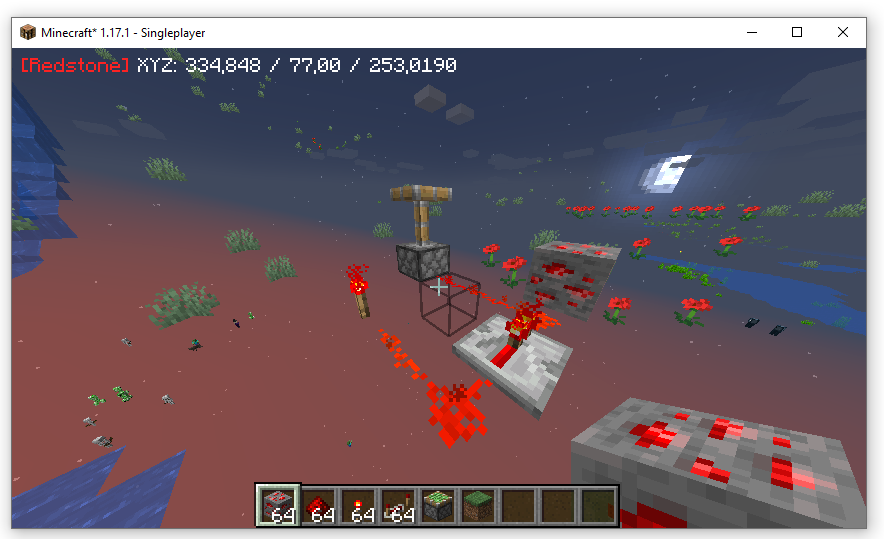 Minecraft* 1.17.1 - Singleplayer
[Redstone] XYZ: 334,848 / 77,00 / 253,0190
64 64 64 64